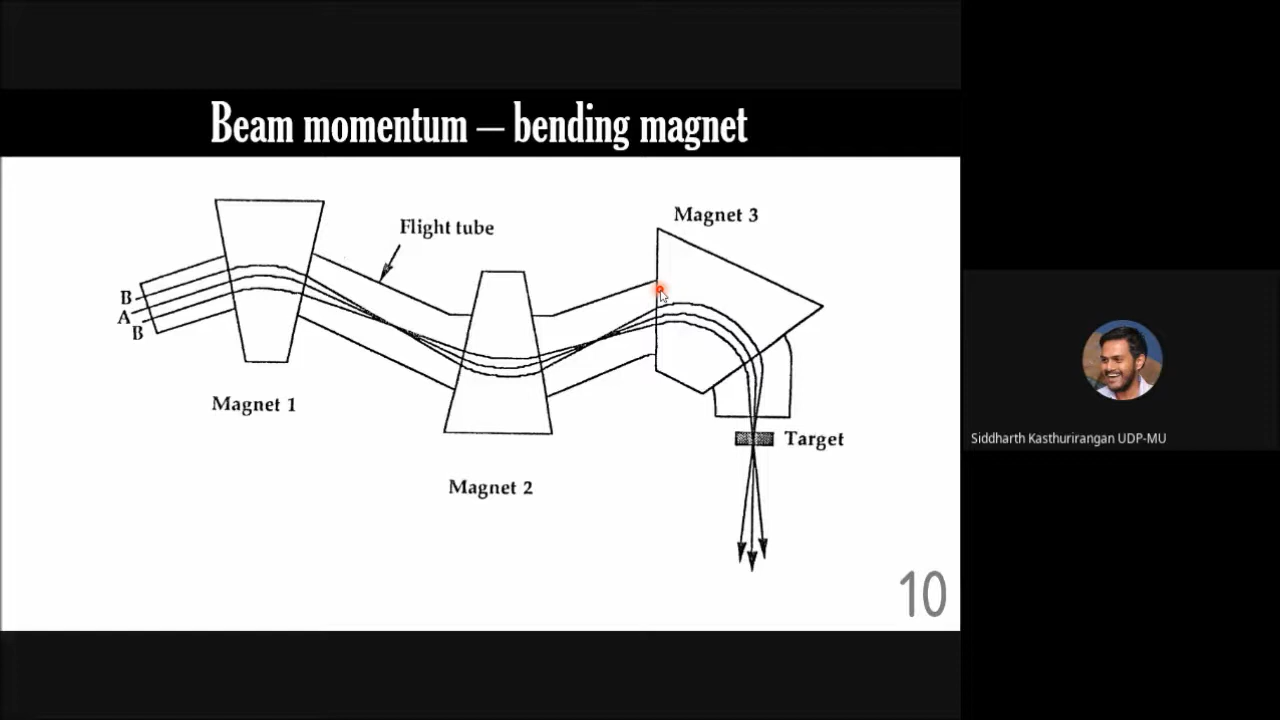 Beam momentum – bending magnet
Magnet 3
Flight tube
B
A
B
Magnet 1
Target
Magnet 2
10
Siddharth Kasthurirangan UDP-MU